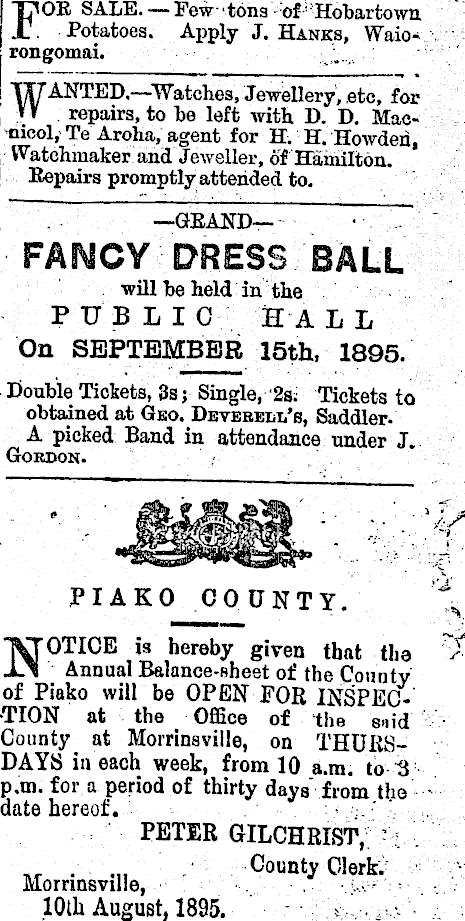 FOR SALE. — Few tons of Hobartown
Potatoes. Apply J. HANKS, Waio-
rongomai.
WANTED.—Watches, Jewellery, etc, for
repairs, to be left with D. D. Mac-
nicol, Te Aroha, agent for H. H. Howden,
Watchmaker and Jeweller, of Hamilton.
Repairs promptly attended to.
—GRAND—
FANCY DRESS BALL
will be held in the
PUBLIC HALL
On SEPTEMBER 15th, 1895.
Double Tickets, 3s; Single, 2s. Tickets to
obtained at GEO. DEVERELL'S, Saddler.
A picked Band in attendance under J.
GORDON.
PIAKO COUNTY.
NOTICE is hereby given that the
Annual Balance-sheet of the County
of Piako will be OPEN FOR INSPEC-
TION at the Office of the said
County at Morrinsville, on THURS-
DAYS in each week, from 10 a.m. to 3
p.m. for a period of thirty days from the
date hereof.
PETER GILCHRIST,
County Clerk.
Morrinsville,
10th August, 1895.